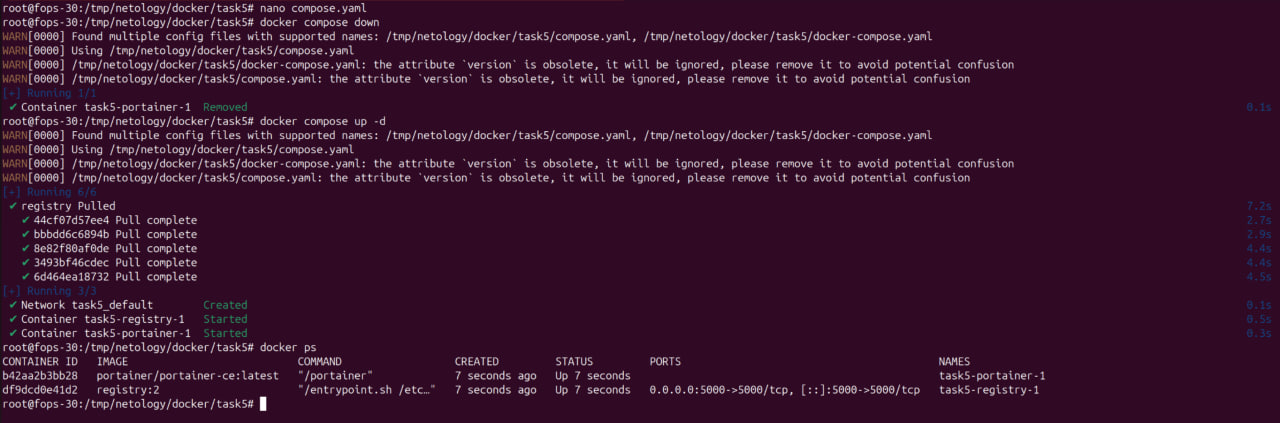 root@fops-30:/tmp/netology/docker/task5# nano compose.yaml
root@fops-30:/tmp/netology/docker/task5# docker compose down
WARN[0000] Found multiple config files with supported names: /tmp/netology/docker/task5/compose.yaml, /tmp/netology/docker/task5/docker-compose.yaml
WARN[0000] Using /tmp/netology/docker/task5/compose.yaml
WARN[0000] /tmp/netology/docker/task5/docker-compose.yaml: the attribute `version` is obsolete, it will be ignored, please remove it to avoid potential confusion
WARN[0000] /tmp/netology/docker/task5/compose.yaml: the attribute `version` is obsolete, it will be ignored, please remove it to avoid potential confusion
[+] Running 1/1
✔ Container task5-portainer-1 Removed 0.1s
root@fops-30:/tmp/netology/docker/task5# docker compose up -d
WARN[0000] Found multiple config files with supported names: /tmp/netology/docker/task5/compose.yaml, /tmp/netology/docker/task5/docker-compose.yaml
WARN[0000] Using /tmp/netology/docker/task5/compose.yaml
WARN[0000] /tmp/netology/docker/task5/docker-compose.yaml: the attribute `version` is obsolete, it will be ignored, please remove it to avoid potential confusion
WARN[0000] /tmp/netology/docker/task5/compose.yaml: the attribute `version` is obsolete, it will be ignored, please remove it to avoid potential confusion
[+] Running 6/6
✔ registry Pulled 7.2s
✔ 44cf07d57ee4 Pull complete 2.7s
✔ bbbdd6c6894b Pull complete 2.9s
✔ 8e82f80af0de Pull complete 4.4s
✔ 3493bf46cdec Pull complete 4.4s
✔ 6d464ea18732 Pull complete 4.5s
[+] Running 3/3
✔ Network task5_default Created 0.1s
✔ Container task5-registry-1 Started 0.5s
✔ Container task5-portainer-1 Started 0.3s
root@fops-30:/tmp/netology/docker/task5# docker ps
CONTAINER ID IMAGE COMMAND CREATED STATUS PORTS NAMES
b42aa2b3bb28 portainer/portainer-ce:latest "/portainer" 7 seconds ago Up 7 seconds task5-portainer-1
df9dcd0e41d2 registry:2 "/entrypoint.sh /etc…" 7 seconds ago Up 7 seconds 0.0.0.0:5000->5000/tcp, [::]:5000->5000/tcp task5-registry-1
root@fops-30:/tmp/netology/docker/task5#